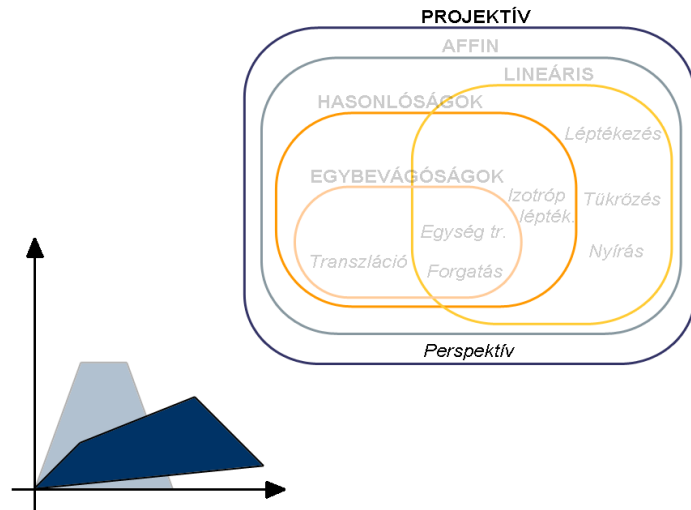 PROJEKTÍV
AFFIN
LINEÁRIS
HASONLÓSÁGOK
Léptékezés
EGYBEVÁGÓSÁGOK
Izotróp
lépték.
Tükrözés
Egység tr.
Nyírás
Transzláció
Forgatás
Perspektív